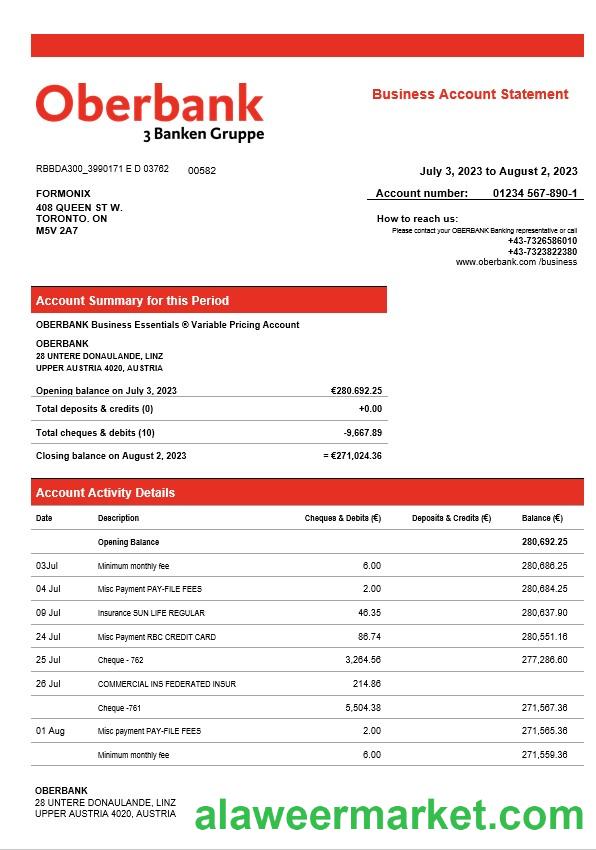 Oberbank
3 Banken Gruppe
Business Account Statement
RBBDA300_3990171 E D 03762 00582
July 3, 2023 to August 2, 2023
FORMONIX
408 QUEEN ST W.
TORONTO. ON
M5V 2A7
Account number: 01234 567-890-1
How to reach us:
Please contact your OBERBANK Banking representative or call
+43-7326586010
+43-7323822380
www.oberbank.com /business
Account Summary for this Period
OBERBANK Business Essentials ® Variable Pricing Account
OBERBANK
28 UNTERE DONAULANDE, LINZ
UPPER AUSTRIA 4020, AUSTRIA
Opening balance on July 3, 2023 €280.692.25
Total deposits & credits (0) +0.00
Total cheques & debits (10) -9,667.89
Closing balance on August 2, 2023 = €271,024.36
Account Activity Details
Date Description Cheques & Debits (€) Deposits & Credits (€) Balance (€)
Opening Balance 280,692.25
03Jul Minimum monthly fee 6.00 280,686.25
04 Jul Misc Payment PAY-FILE FEES 2.00 280,684.25
09 Jul Insurance SUN LIFE REGULAR 46.35 280,637.90
24 Jul Misc Payment RBC CREDIT CARD 86.74 280,551.16
25 Jul Cheque - 762 3,264.56 277,286.60
26 Jul COMMERCIAL INS FEDERATED INSUR 214.86
Cheque -761 5,504.38 271,567.36
01 Aug Misc payment PAY-FILE FEES 2.00 271,565.36
Minimum monthly fee 6.00 271,559.36
OBERBANK
28 UNTERE DONAULANDE, LINZ
UPPER AUSTRIA 4020, AUSTRIA
alaweermarket.com